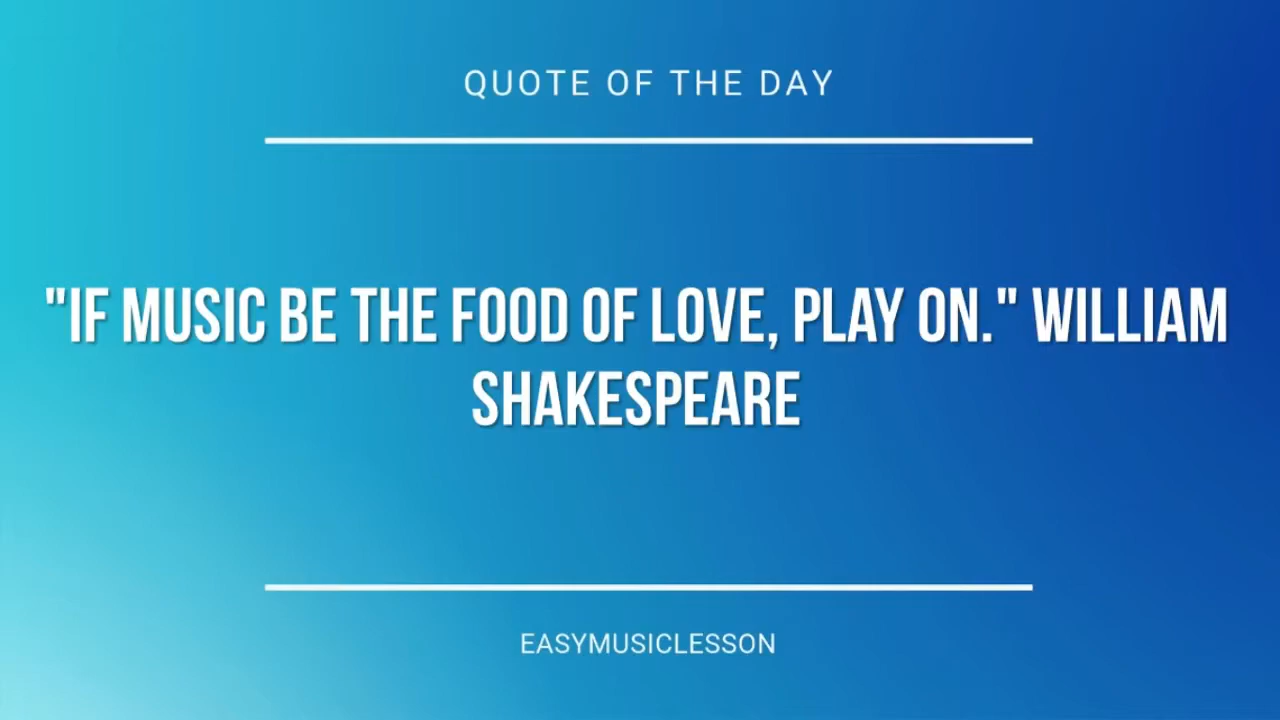 QUOTE OF THE DAY
"IF MUSIC BE THE FOOD OF LOVE, PLAY ON." WILLIAM
SHAKESPEARE
EASYMUSICLESSON